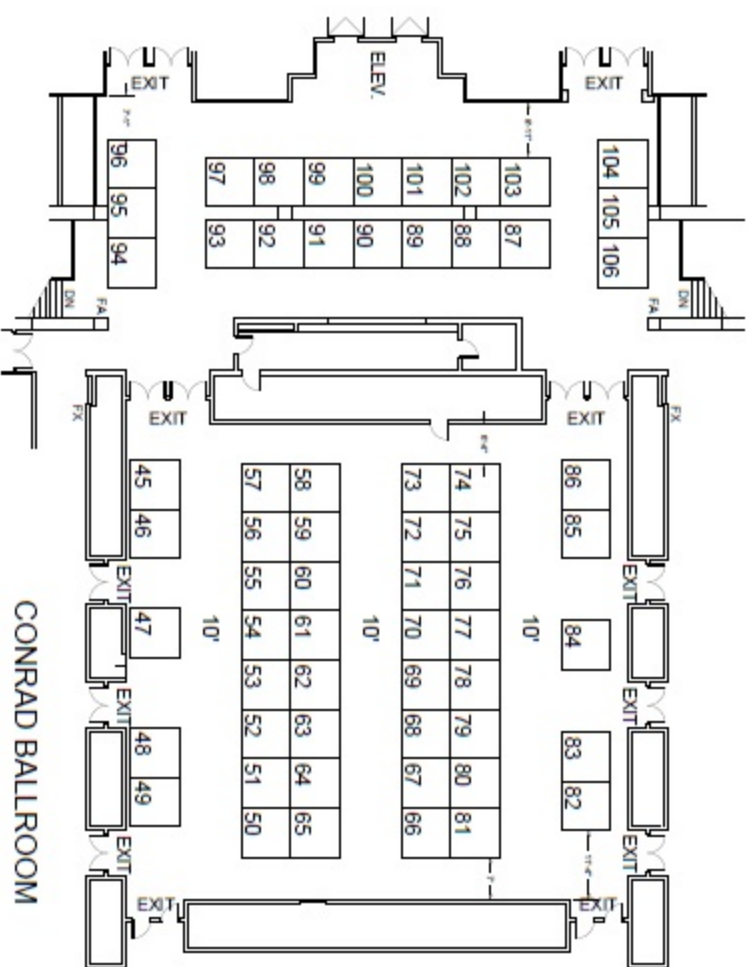 ELEV.
EXIT EXIT
96 97 98 99 100 101 102 103 104
95 105
94 93 92 91 90 89 88 87 106
DN DN
FA FA
FX FX
EXIT EXIT
8'-6"
45 57 58 73 74 86
46 56 59 72 75 85
EXIT 55 60 71 76 EXIT
47 10' 54 61 10' 70 77 10' 84
53 62 69 78
EXIT EXIT
48 52 63 68 79 83
49 51 64 67 80 82
50 65 66 81
EXIT EXIT
7'
EXIT EXIT
CONRAD BALLROOM